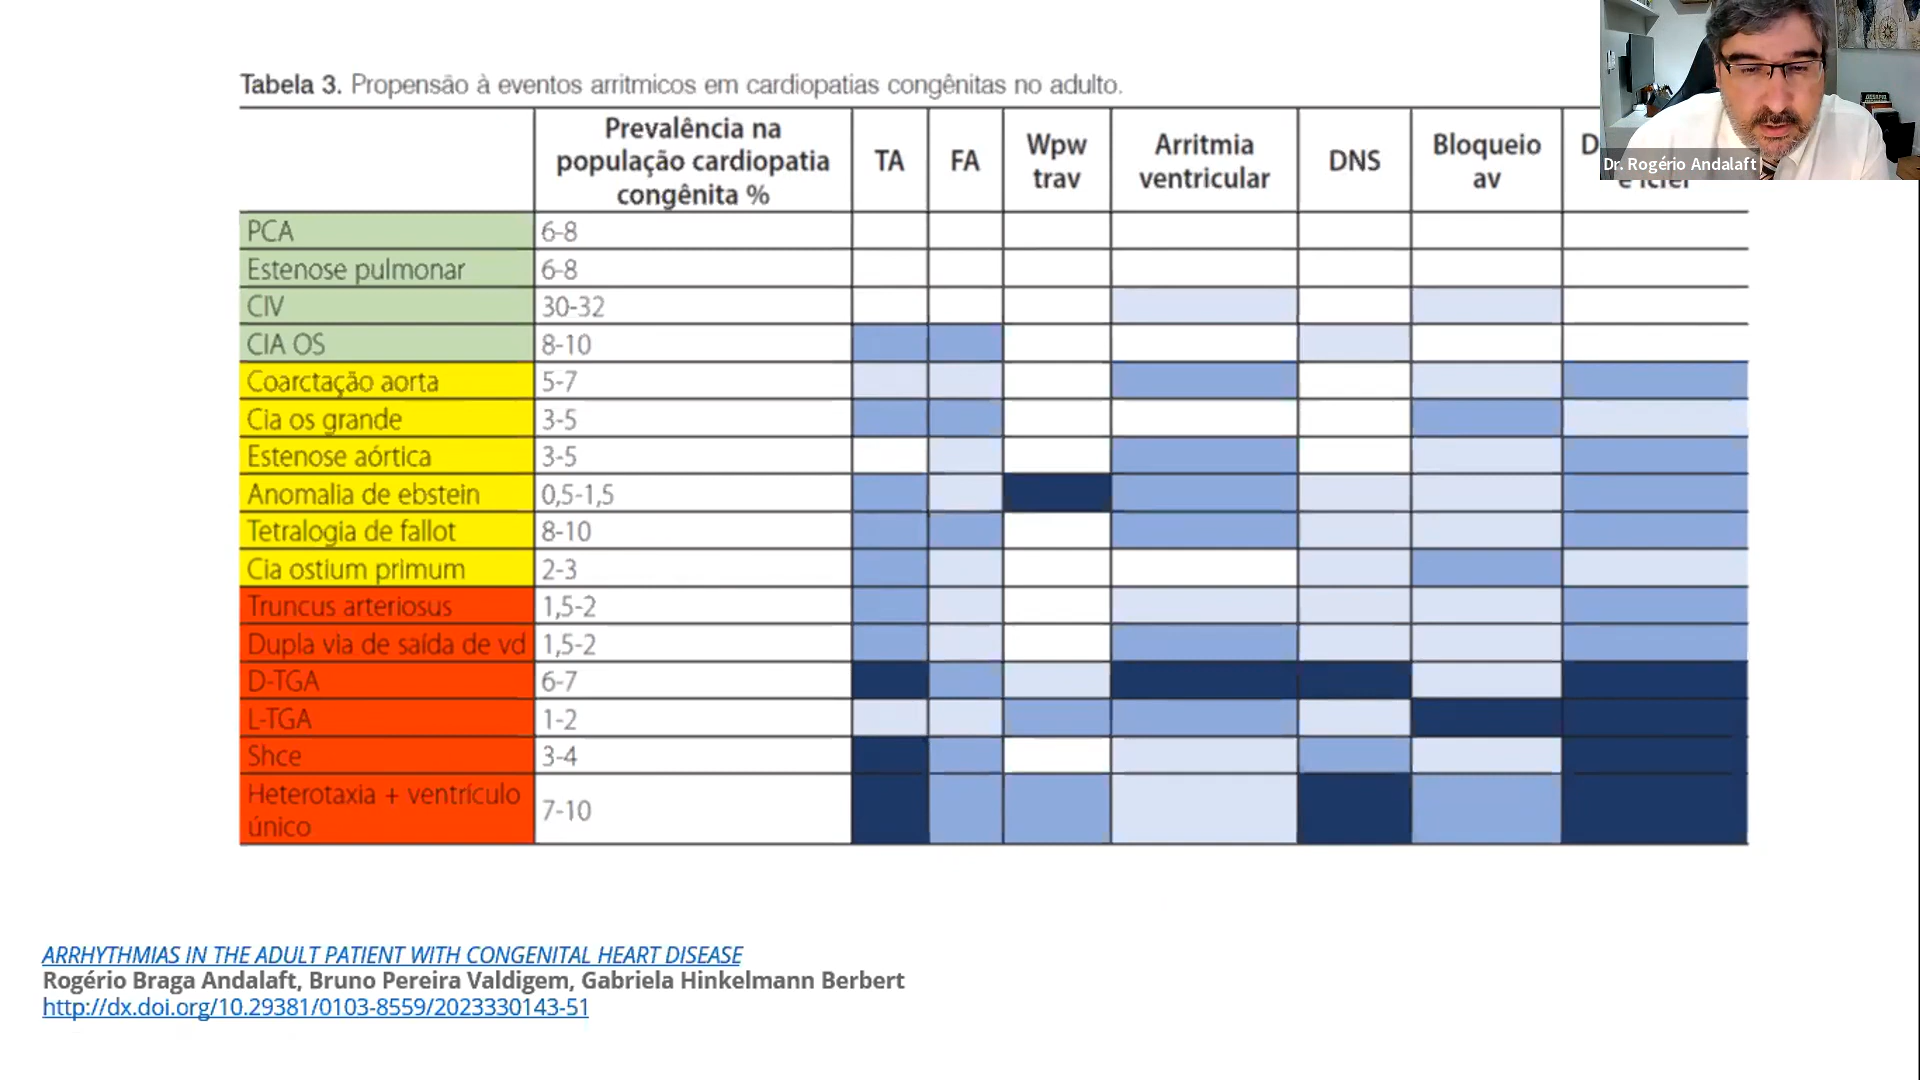 Tabela 3. Propensão à eventos arritmicos em cardiopatias congênitas no adulto.
Prevalência na população cardiopatia congênita % TA FA Wpw trav Arritmia ventricular DNS Bloqueio av
Dr. Rogério Andalaft
PCA 6-8
Estenose pulmonar 6-8
CIV 30-32
CIA OS 8-10
Coarctação aorta 5-7
Cia os grande 3-5
Estenose aórtica 3-5
Anomalia de ebstein 0,5-1,5
Tetralogia de fallot 8-10
Cia ostium primum 2-3
Truncus arteriosus 1,5-2
Dupla via de saída de vd 1,5-2
D-TGA 6-7
L-TGA 1-2
Shce 3-4
Heterotaxia + ventrículo único 7-10
ARRHYTHMIAS IN THE ADULT PATIENT WITH CONGENITAL HEART DISEASE
Rogério Braga Andalaft, Bruno Pereira Valdigem, Gabriela Hinkelmann Berbert
http://dx.doi.org/10.29381/0103-8559/2023330143-51